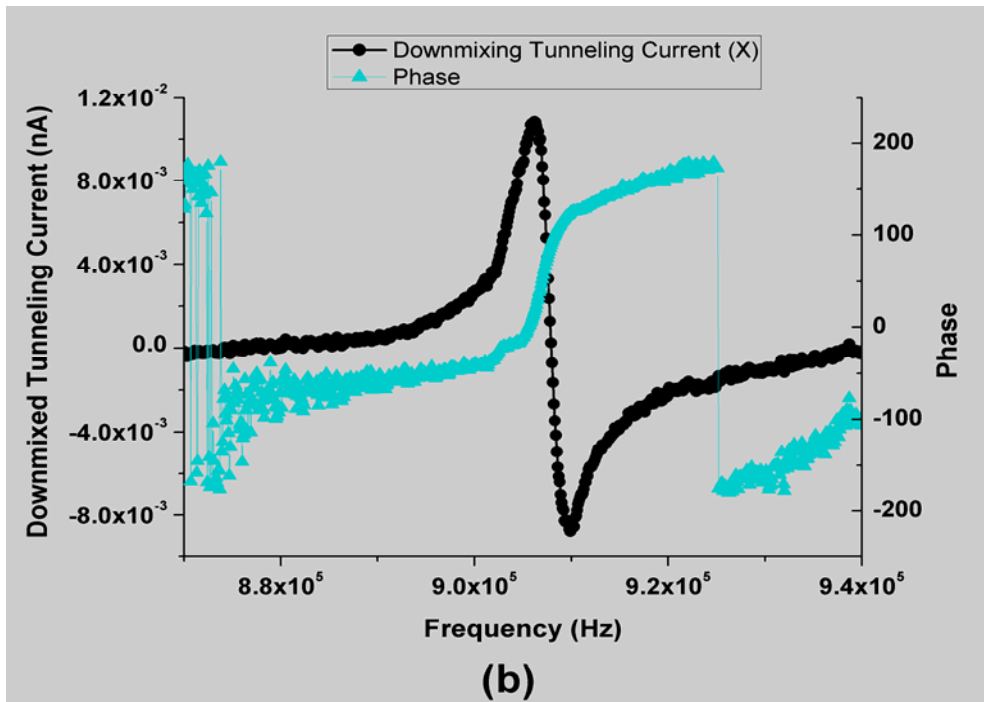 Downmixing Tunneling Current (X)
Phase
1.2x10⁻²
8.0x10⁻³
4.0x10⁻³
0.0
-4.0x10⁻³
-8.0x10⁻³
Downmixed Tunneling Current (nA)
200
100
0
-100
-200
Phase
8.8x10⁵
9.0x10⁵
9.2x10⁵
9.4x10⁵
Frequency (Hz)
(b)